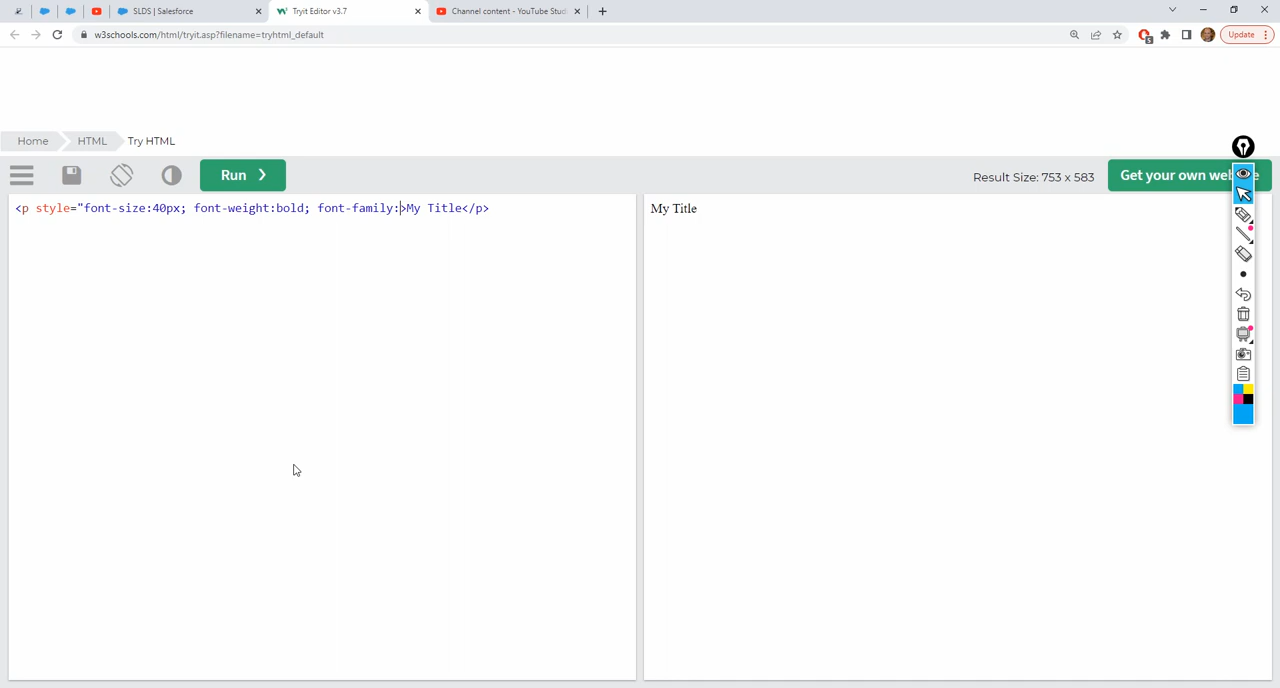 SLDS | Salesforce
Tryit Editor v3.7
Channel content - YouTube Stud
w3schools.com/html/tryit.asp?filename=tryhtml_default
5
Update
Home
HTML
Try HTML
Run ❯
Result Size: 753 x 583
Get your own we e
<p style="font-size:40px; font-weight:bold; font-family:>My Title</p>
My Title